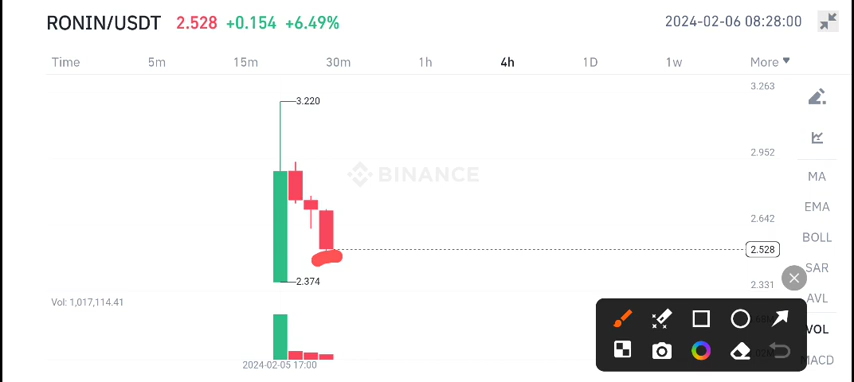 RONIN/USDT 2.528 +0.154 +6.49% 2024-02-06 08:28:00
Time 5m 15m 30m 1h 4h 1D 1w More
3.263
3.220
2.952
BINANCE
MA
EMA
2.642
BOLL
2.528
SAR
2.374
2.331
AVL
Vol: 1,017,114.41
VOL
MACD
2024-02-05 17:00